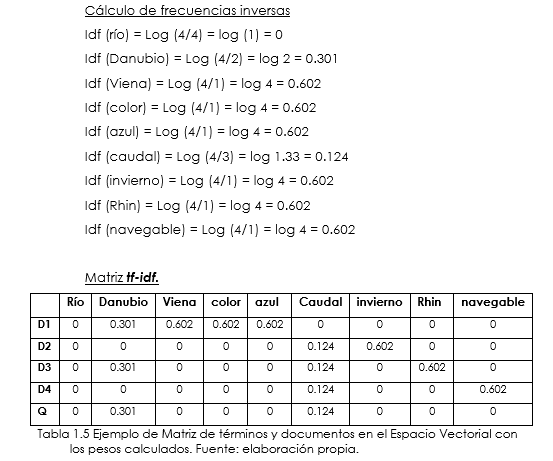 Cálculo de frecuencias inversas
Idf (río) = Log (4/4) = log (1) = 0
Idf (Danubio) = Log (4/2) = log 2 = 0.301
Idf (Viena) = Log (4/1) = log 4 = 0.602
Idf (color) = Log (4/1) = log 4 = 0.602
Idf (azul) = Log (4/1) = log 4 = 0.602
Idf (caudal) = Log (4/3) = log 1.33 = 0.124
Idf (invierno) = Log (4/1) = log 4 = 0.602
Idf (Rhin) = Log (4/1) = log 4 = 0.602
Idf (navegable) = Log (4/1) = log 4 = 0.602
Matriz tf-idf.
Río Danubio Viena color azul Caudal invierno Rhin navegable
D1 0 0.301 0.602 0.602 0.602 0 0 0 0
D2 0 0 0 0 0 0.124 0.602 0 0
D3 0 0.301 0 0 0 0.124 0 0.602 0
D4 0 0 0 0 0 0.124 0 0 0.602
Q 0 0.301 0 0 0 0.124 0 0 0
Tabla 1.5 Ejemplo de Matriz de términos y documentos en el Espacio Vectorial con
los pesos calculados. Fuente: elaboración propia.